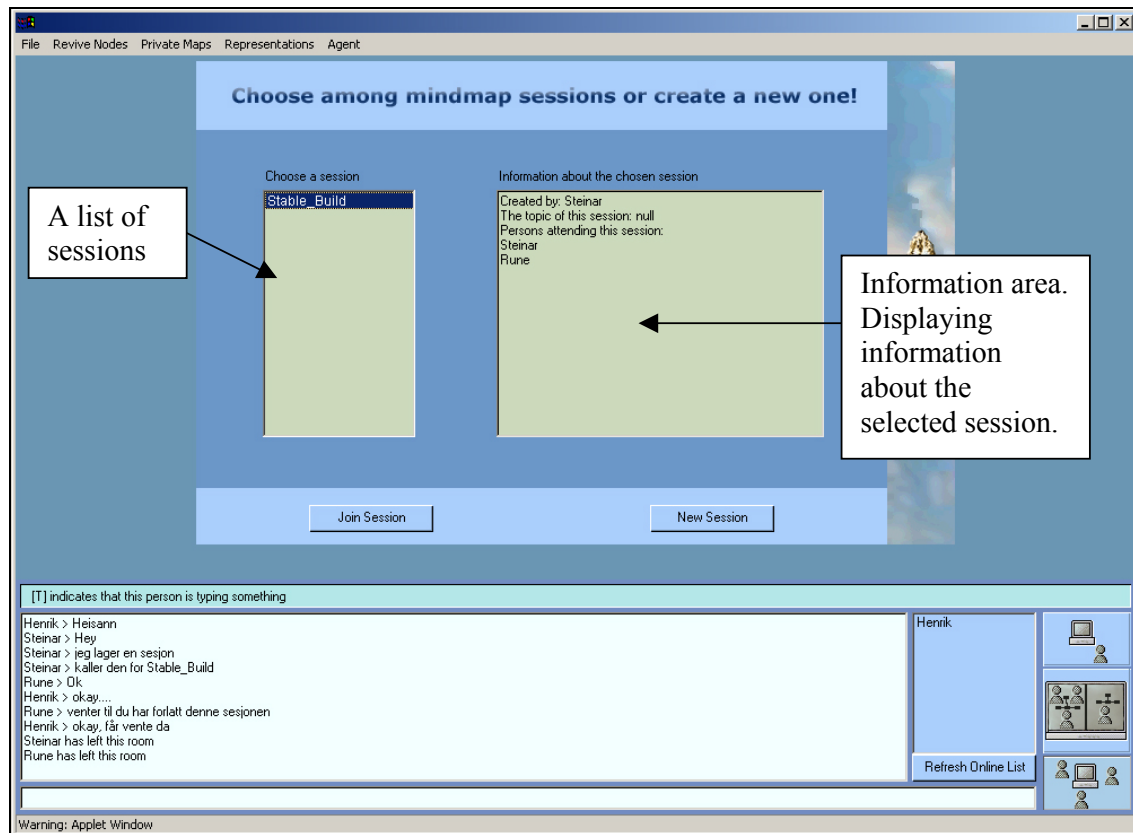 File Revive Nodes Private Maps Representations Agent
Choose among mindmap sessions or create a new one!
Choose a session
Stable_Build
A list of
sessions
Information about the chosen session
Created by: Steinar
The topic of this session: null
Persons attending this session:
Steinar
Rune
Information area.
Displaying
information
about the
selected session.
Join Session
New Session
[T] indicates that this person is typing something
Henrik > Heisann
Steinar > Hey
Steinar > jeg lager en sesjon
Steinar > kaller den for Stable_Build
Rune > Ok
Henrik > okay....
Rune > venter til du har forlatt denne sesjonen
Henrik > okay, får vente da
Steinar has left this room
Rune has left this room
Henrik
Refresh Online List
Warning: Applet Window